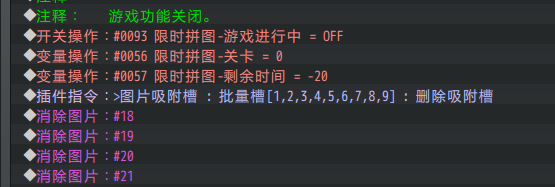 ◆注释：　　游戏功能关闭。
◆开关操作：#0093 限时拼图-游戏进行中 = OFF
◆变量操作：#0056 限时拼图-关卡 = 0
◆变量操作：#0057 限时拼图-剩余时间 = -20
◆插件指令：>图片吸附槽 : 批量槽[1,2,3,4,5,6,7,8,9] : 删除吸附槽
◆消除图片：#18
◆消除图片：#19
◆消除图片：#20
◆消除图片：#21